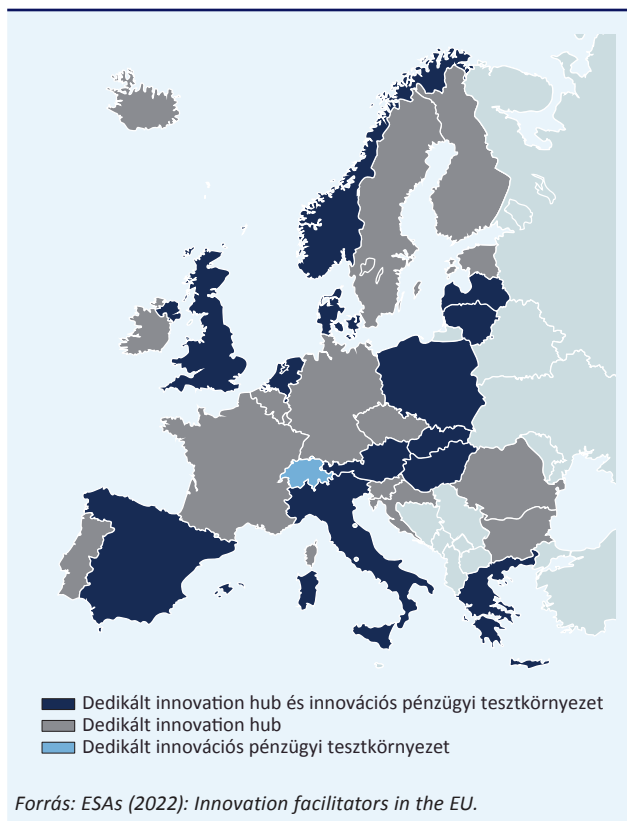 Dedikált innovation hub és innovációs pénzügyi tesztkörnyezet
Dedikált innovation hub
Dedikált innovációs pénzügyi tesztkörnyezet
Forrás: ESAs (2022): Innovation facilitators in the EU.